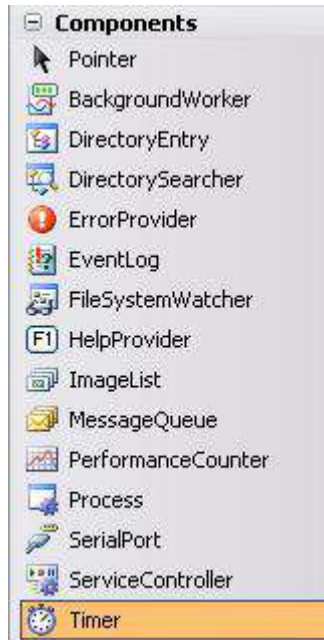 Components
Pointer
BackgroundWorker
DirectoryEntry
DirectorySearcher
ErrorProvider
EventLog
FileSystemWatcher
F1 HelpProvider
ImageList
MessageQueue
PerformanceCounter
Process
SerialPort
ServiceController
Timer